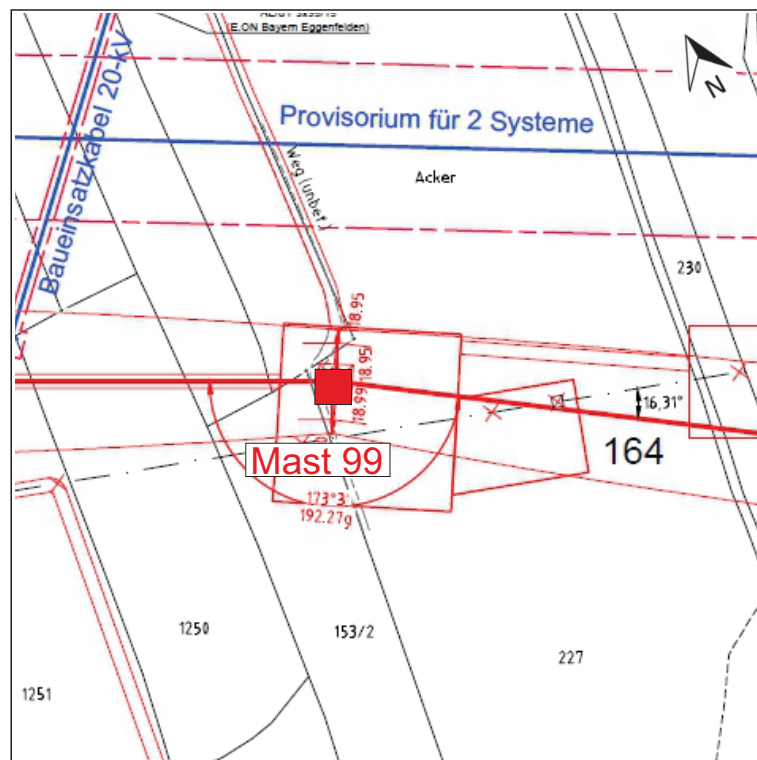 (E.ON Bayern Eggenfelden)
N
Baueinsatzkabel 20-kV
Provisorium für 2 Systeme
Weg (unbef.)
Acker
230
18.95
18.95
18.99
16,31°
164
Mast 99
173°3
192.27g
1250
153/2
227
1251